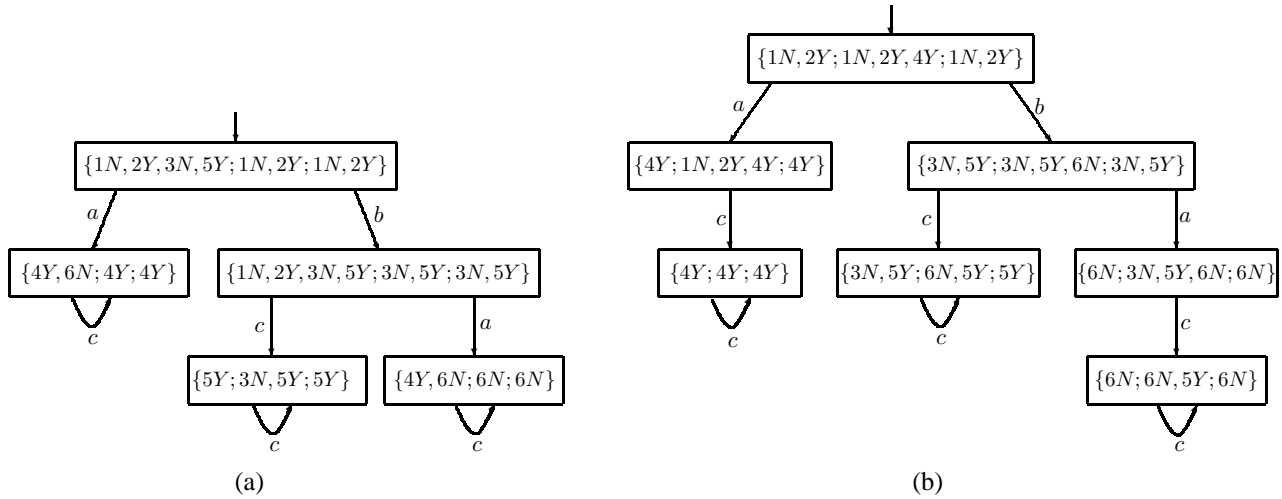 {1N, 2Y; 1N, 2Y, 4Y; 1N, 2Y}
a
b
{1N, 2Y, 3N, 5Y; 1N, 2Y; 1N, 2Y}
{4Y; 1N, 2Y, 4Y; 4Y}
{3N, 5Y; 3N, 5Y, 6N; 3N, 5Y}
a
b
c
c
a
{4Y, 6N; 4Y; 4Y}
{1N, 2Y, 3N, 5Y; 3N, 5Y; 3N, 5Y}
{4Y; 4Y; 4Y}
{3N, 5Y; 6N, 5Y; 5Y}
{6N; 3N, 5Y, 6N; 6N}
c
c
a
c
c
c
{5Y; 3N, 5Y; 5Y}
{4Y, 6N; 6N; 6N}
{6N; 6N, 5Y; 6N}
c
c
c
(a)
(b)